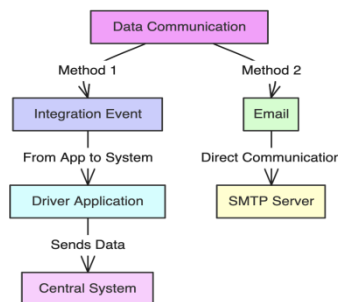 Data Communication
Method 1
Method 2
Integration Event
Email
From App to System
Direct Communication
Driver Application
SMTP Server
Sends Data
Central System